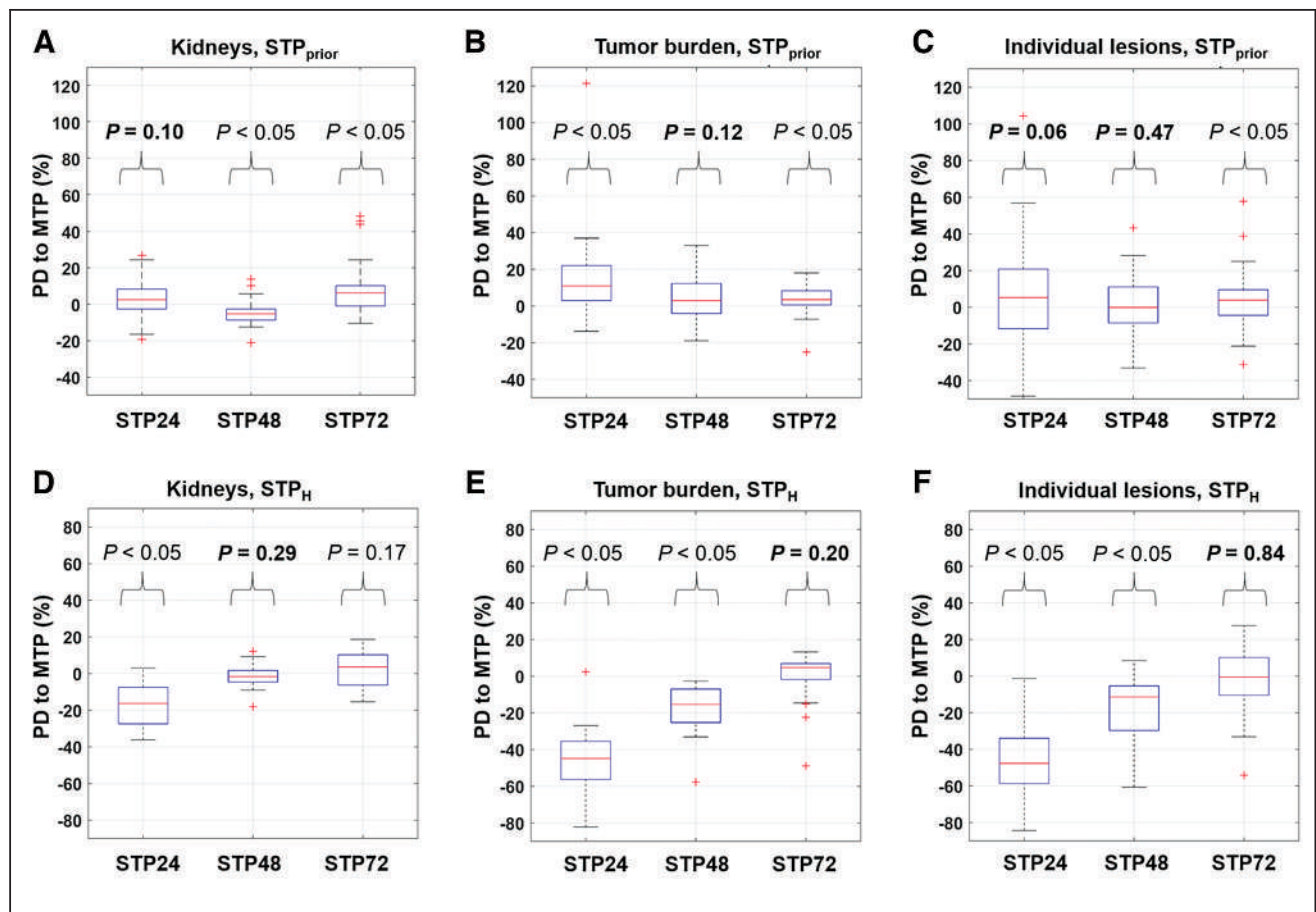 A
Kidneys, STPprior
PD to MTP (%)
120
100
80
60
40
20
0
-20
-40
P = 0.10
P < 0.05
P < 0.05
STP24
STP48
STP72
B
Tumor burden, STPprior
PD to MTP (%)
120
100
80
60
40
20
0
-20
-40
P < 0.05
P = 0.12
P < 0.05
STP24
STP48
STP72
C
Individual lesions, STPprior
PD to MTP (%)
120
100
80
60
40
20
0
-20
-40
P = 0.06
P = 0.47
P < 0.05
STP24
STP48
STP72
D
Kidneys, STPH
PD to MTP (%)
80
60
40
20
0
-20
-40
-60
-80
P < 0.05
P = 0.29
P = 0.17
STP24
STP48
STP72
E
Tumor burden, STPH
PD to MTP (%)
80
60
40
20
0
-20
-40
-60
-80
P < 0.05
P < 0.05
P = 0.20
STP24
STP48
STP72
F
Individual lesions, STPH
PD to MTP (%)
80
60
40
20
0
-20
-40
-60
-80
P < 0.05
P < 0.05
P = 0.84
STP24
STP48
STP72